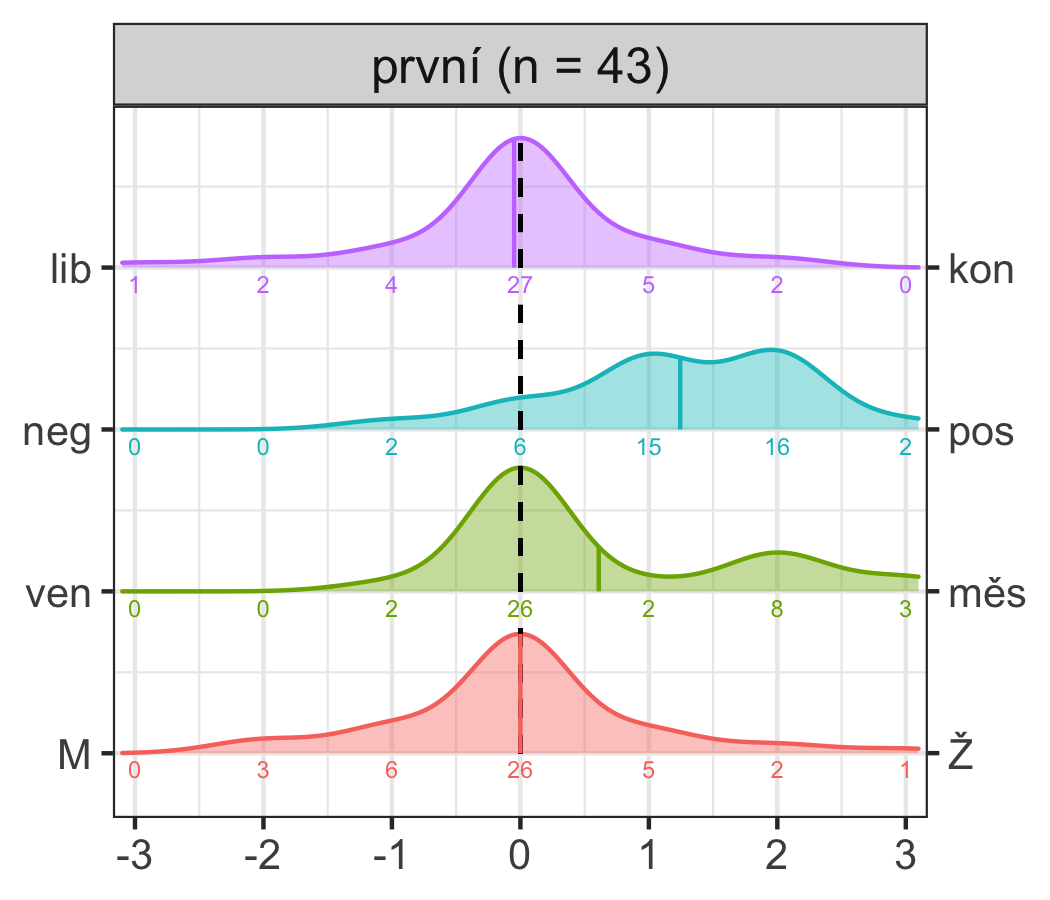 první (n = 43)
lib kon
1 2 4 27 5 2 0
neg pos
0 0 2 6 15 16 2
ven měs
0 0 2 26 2 8 3
M Ž
0 3 6 26 5 2 1
-3 -2 -1 0 1 2 3